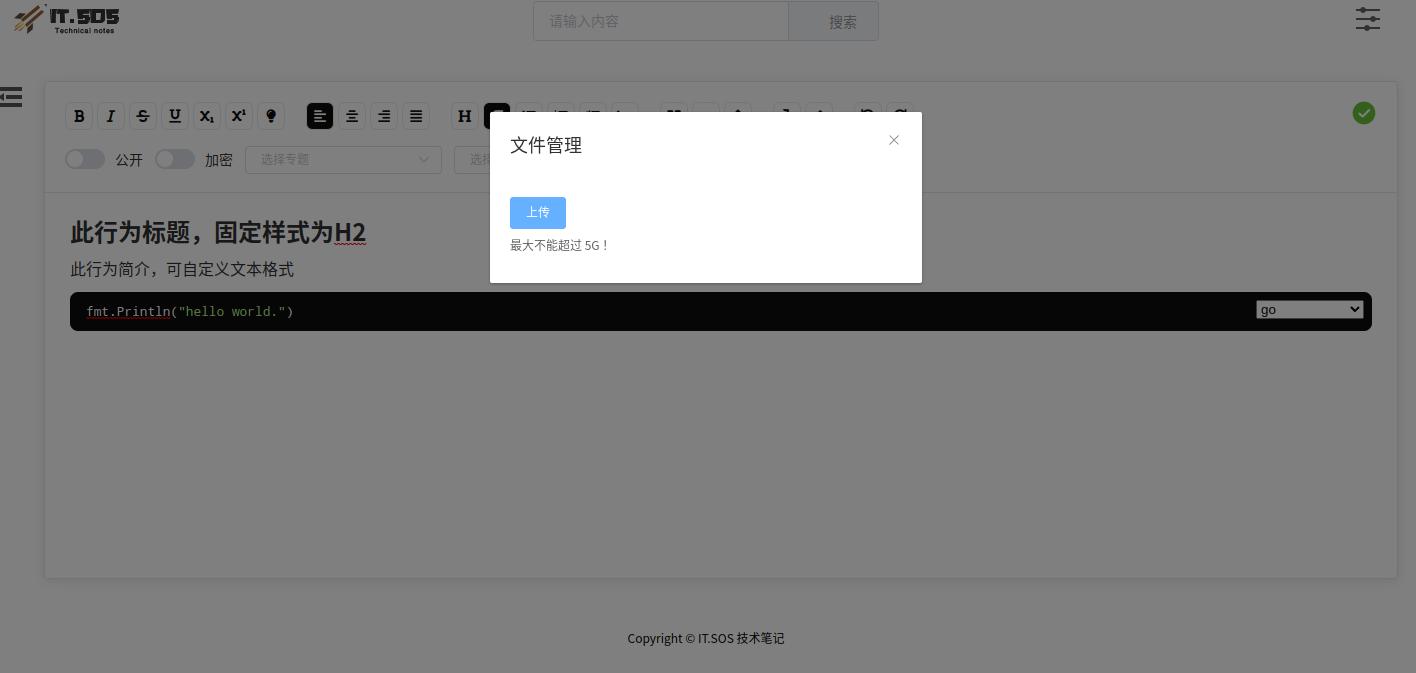 IT.SOS
Technical notes
请输入内容 搜索
B I S U X₁ X¹ H
文件管理
公开 加密 选择专题 选择
上传
最大不能超过 5G！
此行为标题，固定样式为H2
此行为简介，可自定义文本格式
fmt.Println("hello world.") go
Copyright © IT.SOS 技术笔记